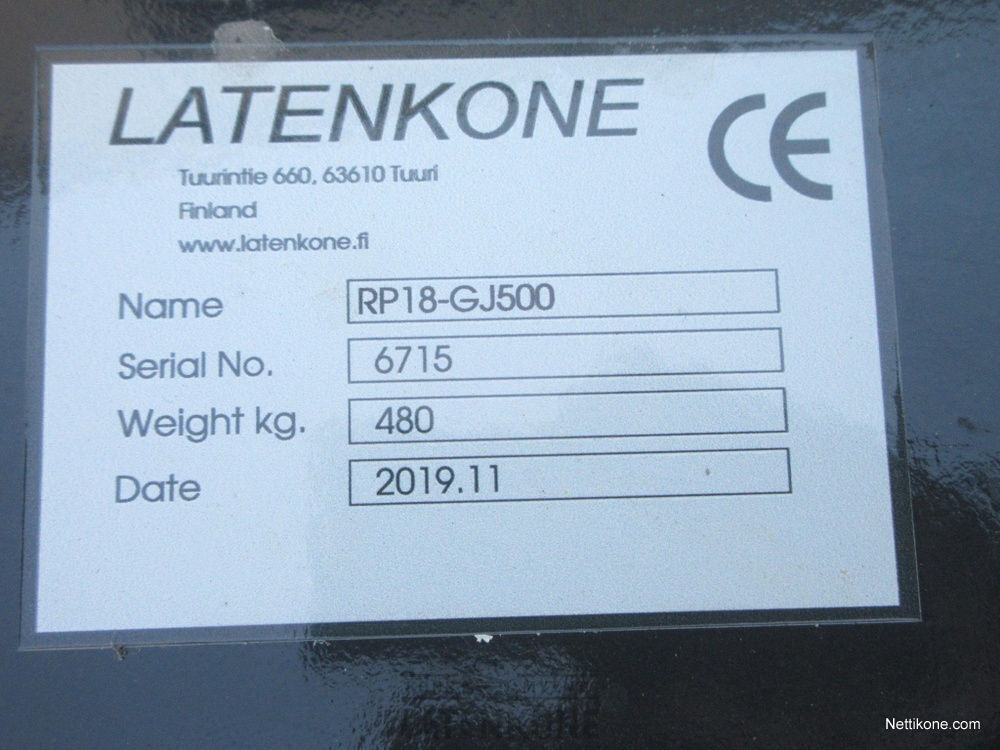 LATENKONE
CE
Tuurintie 660, 63610 Tuuri
Finland
www.latenkone.fi
Name RP18-GJ500
Serial No. 6715
Weight kg. 480
Date 2019.11
Nettikone.com